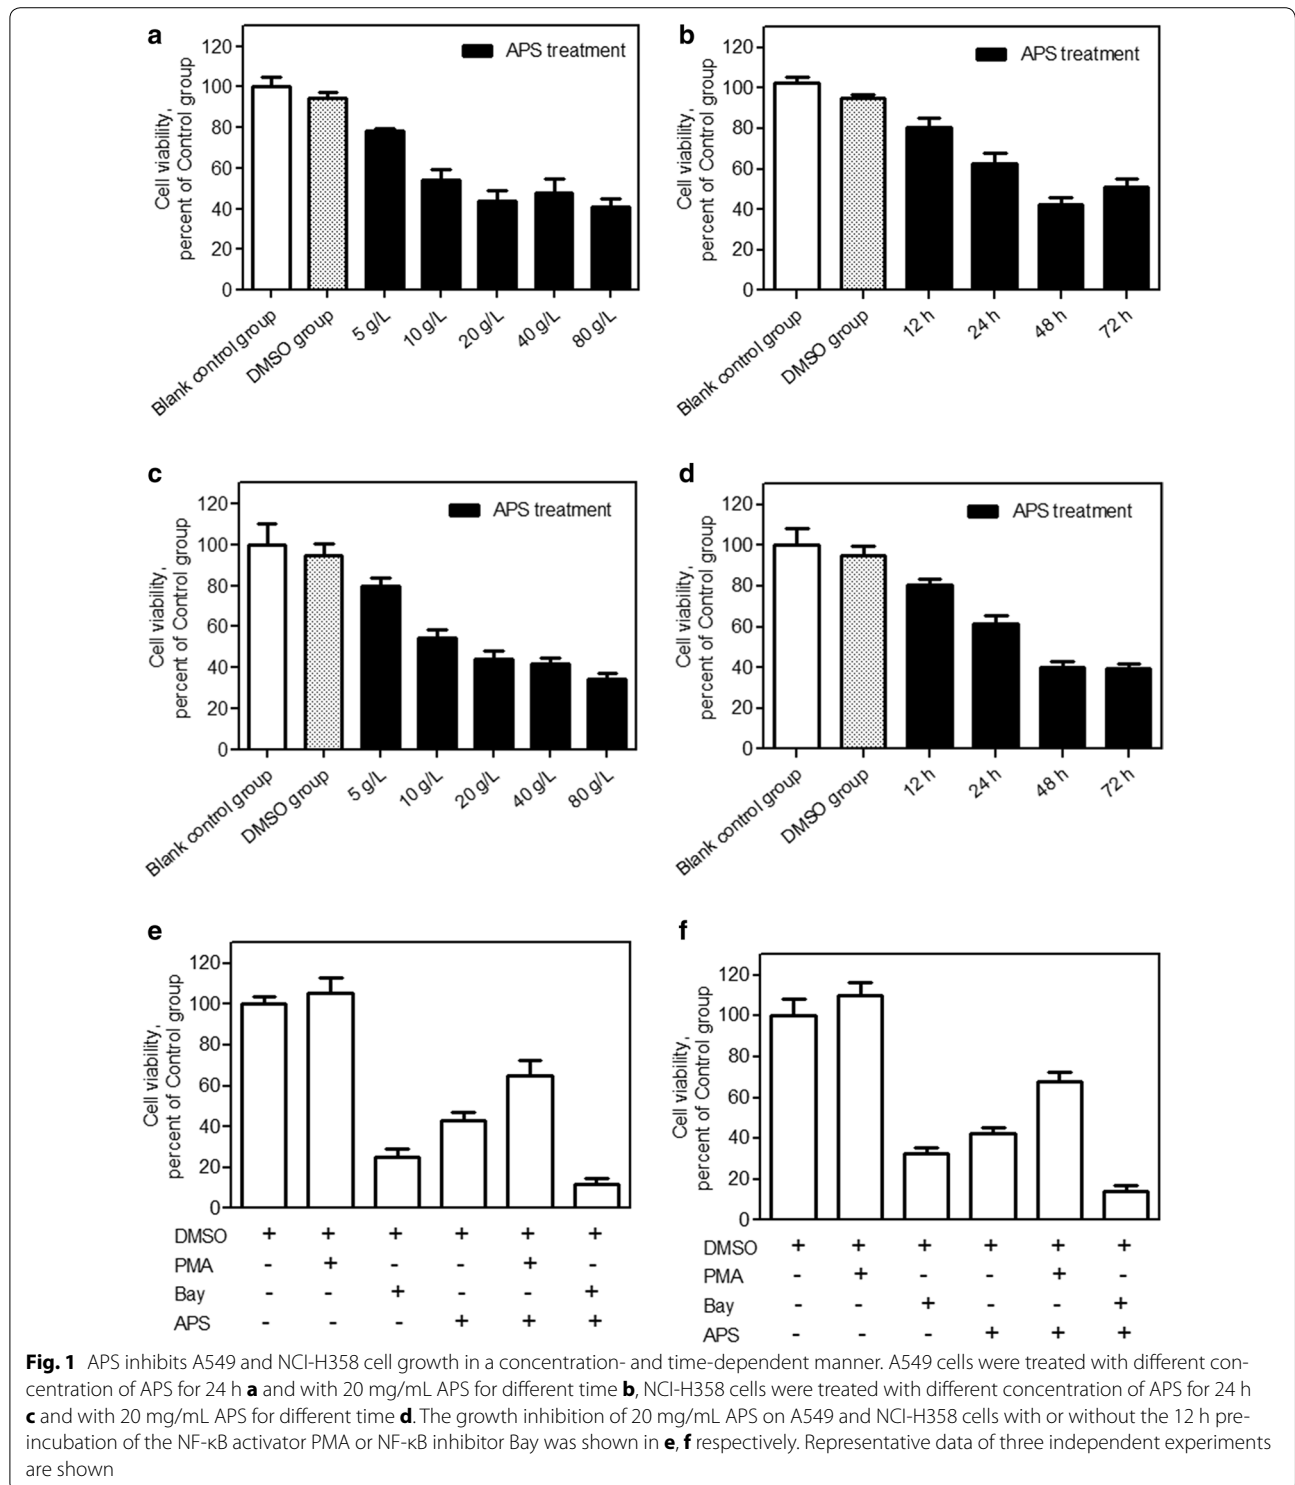 a
APS treatment
Cell viability,
percent of Control group
120
100
80
60
40
20
0
Blank control group
DMSO group
5 g/L
10 g/L
20 g/L
40 g/L
80 g/L
b
APS treatment
Cell viability,
percent of Control group
120
100
80
60
40
20
0
Blank control group
DMSO group
12 h
24 h
48 h
72 h
c
APS treatment
Cell viability,
percent of Control group
120
100
80
60
40
20
0
Blank control group
DMSO group
5 g/L
10 g/L
20 g/L
40 g/L
80 g/L
d
APS treatment
Cell viability,
percent of Control group
120
100
80
60
40
20
0
Blank control group
DMSO group
12 h
24 h
48 h
72 h
e
Cell viability,
percent of Control group
120
100
80
60
40
20
0
DMSO + + + + + +
PMA - + - - + -
Bay - - + - - +
APS - - - + + +
f
Cell viability,
percent of Control group
120
100
80
60
40
20
0
DMSO + + + + + +
PMA - + - - + -
Bay - - + - - +
APS - - - + + +
Fig. 1 APS inhibits A549 and NCI-H358 cell growth in a concentration- and time-dependent manner. A549 cells were treated with different con-
centration of APS for 24 h a and with 20 mg/mL APS for different time b, NCI-H358 cells were treated with different concentration of APS for 24 h
c and with 20 mg/mL APS for different time d. The growth inhibition of 20 mg/mL APS on A549 and NCI-H358 cells with or without the 12 h pre-
incubation of the NF-κB activator PMA or NF-κB inhibitor Bay was shown in e, f respectively. Representative data of three independent experiments
are shown